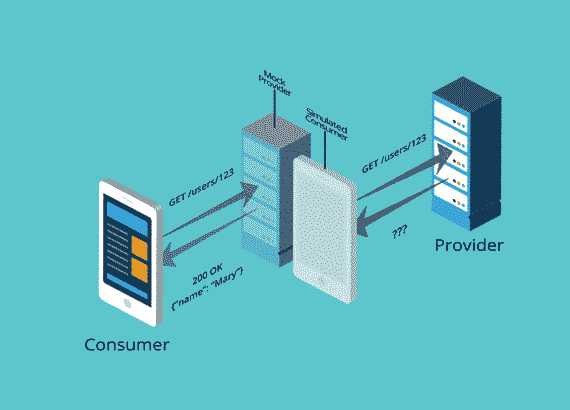 Mock
Provider
Simulated
Consumer
GET /users/123
GET /users/123
200 OK
{"name": "Mary"}
???
Provider
Consumer